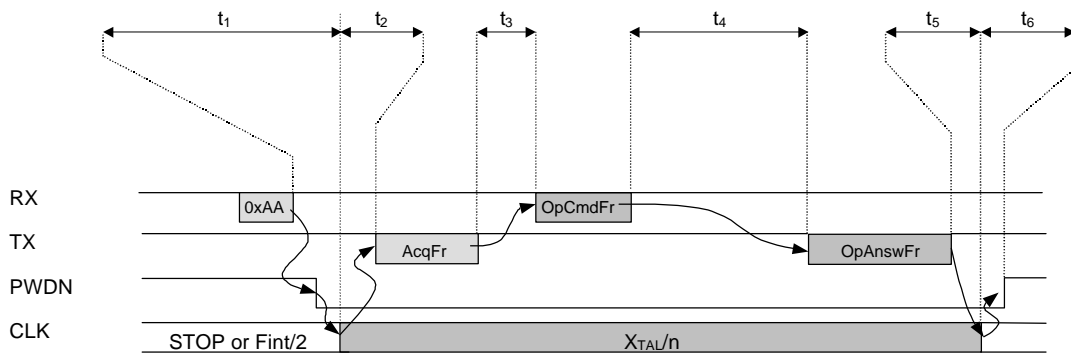 t1 t2 t3 t4 t5 t6
RX 0xAA OpCmdFr
TX AcqFr OpAnswFr
PWDN
CLK STOP or Fint/2 XTAL/n